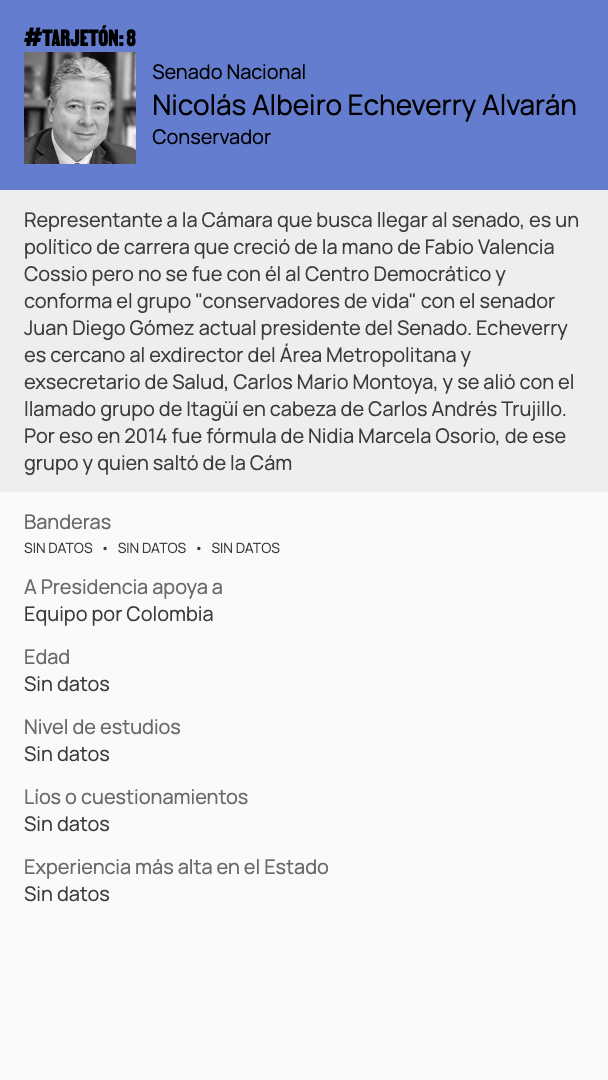 #TARJETÓN: 8
Senado Nacional
Nicolás Albeiro Echeverry Alvarán
Conservador
Representante a la Cámara que busca llegar al senado, es un
político de carrera que creció de la mano de Fabio Valencia
Cossio pero no se fue con él al Centro Democrático y
conforma el grupo "conservadores de vida" con el senador
Juan Diego Gómez actual presidente del Senado. Echeverry
es cercano al exdirector del Área Metropolitana y
exsecretario de Salud, Carlos Mario Montoya, y se alió con el
llamado grupo de Itagüí en cabeza de Carlos Andrés Trujillo.
Por eso en 2014 fue fórmula de Nidia Marcela Osorio, de ese
grupo y quien saltó de la Cám
Banderas
SIN DATOS • SIN DATOS • SIN DATOS
A Presidencia apoya a
Equipo por Colombia
Edad
Sin datos
Nivel de estudios
Sin datos
Líos o cuestionamientos
Sin datos
Experiencia más alta en el Estado
Sin datos